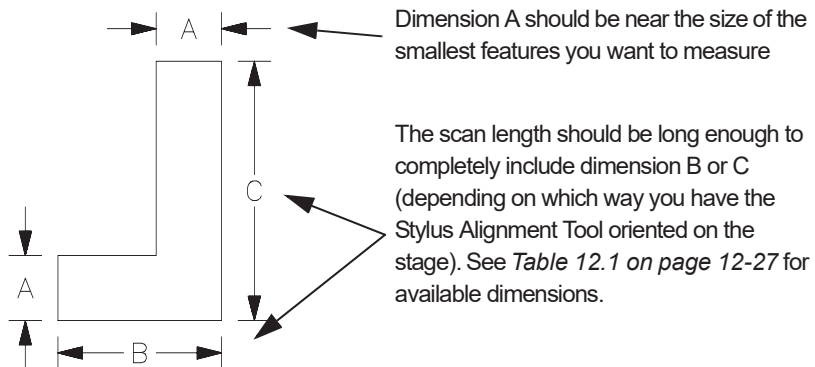 A
Dimension A should be near the size of the
smallest features you want to measure
The scan length should be long enough to
completely include dimension B or C
(depending on which way you have the
Stylus Alignment Tool oriented on the
stage). See Table 12.1 on page 12-27 for
available dimensions.
C
A
B